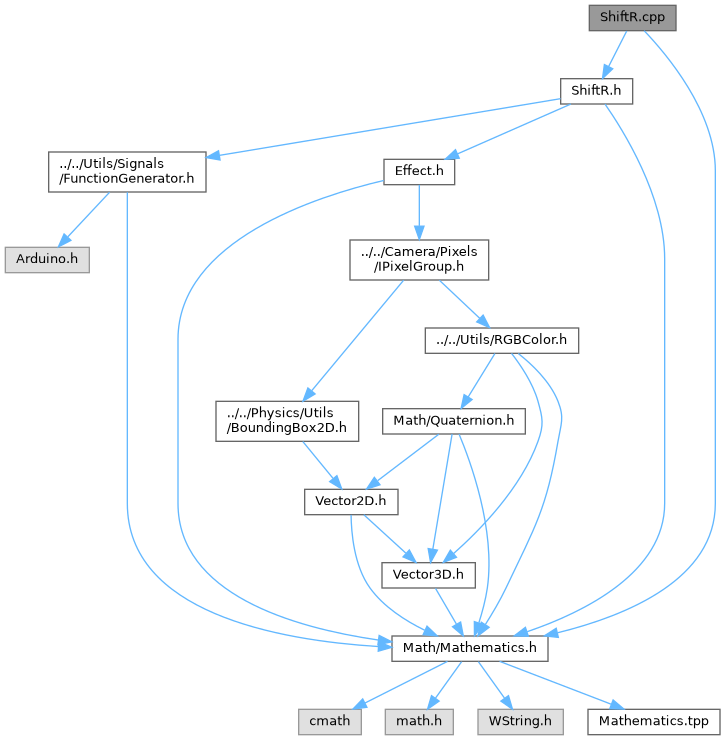 ShiftR.cpp
ShiftR.h
../../Utils/Signals
/FunctionGenerator.h
Effect.h
Arduino.h
../../Camera/Pixels
/IPixelGroup.h
../../Utils/RGBColor.h
../../Physics/Utils
/BoundingBox2D.h
Math/Quaternion.h
Vector2D.h
Vector3D.h
Math/Mathematics.h
cmath
math.h
WString.h
Mathematics.tpp